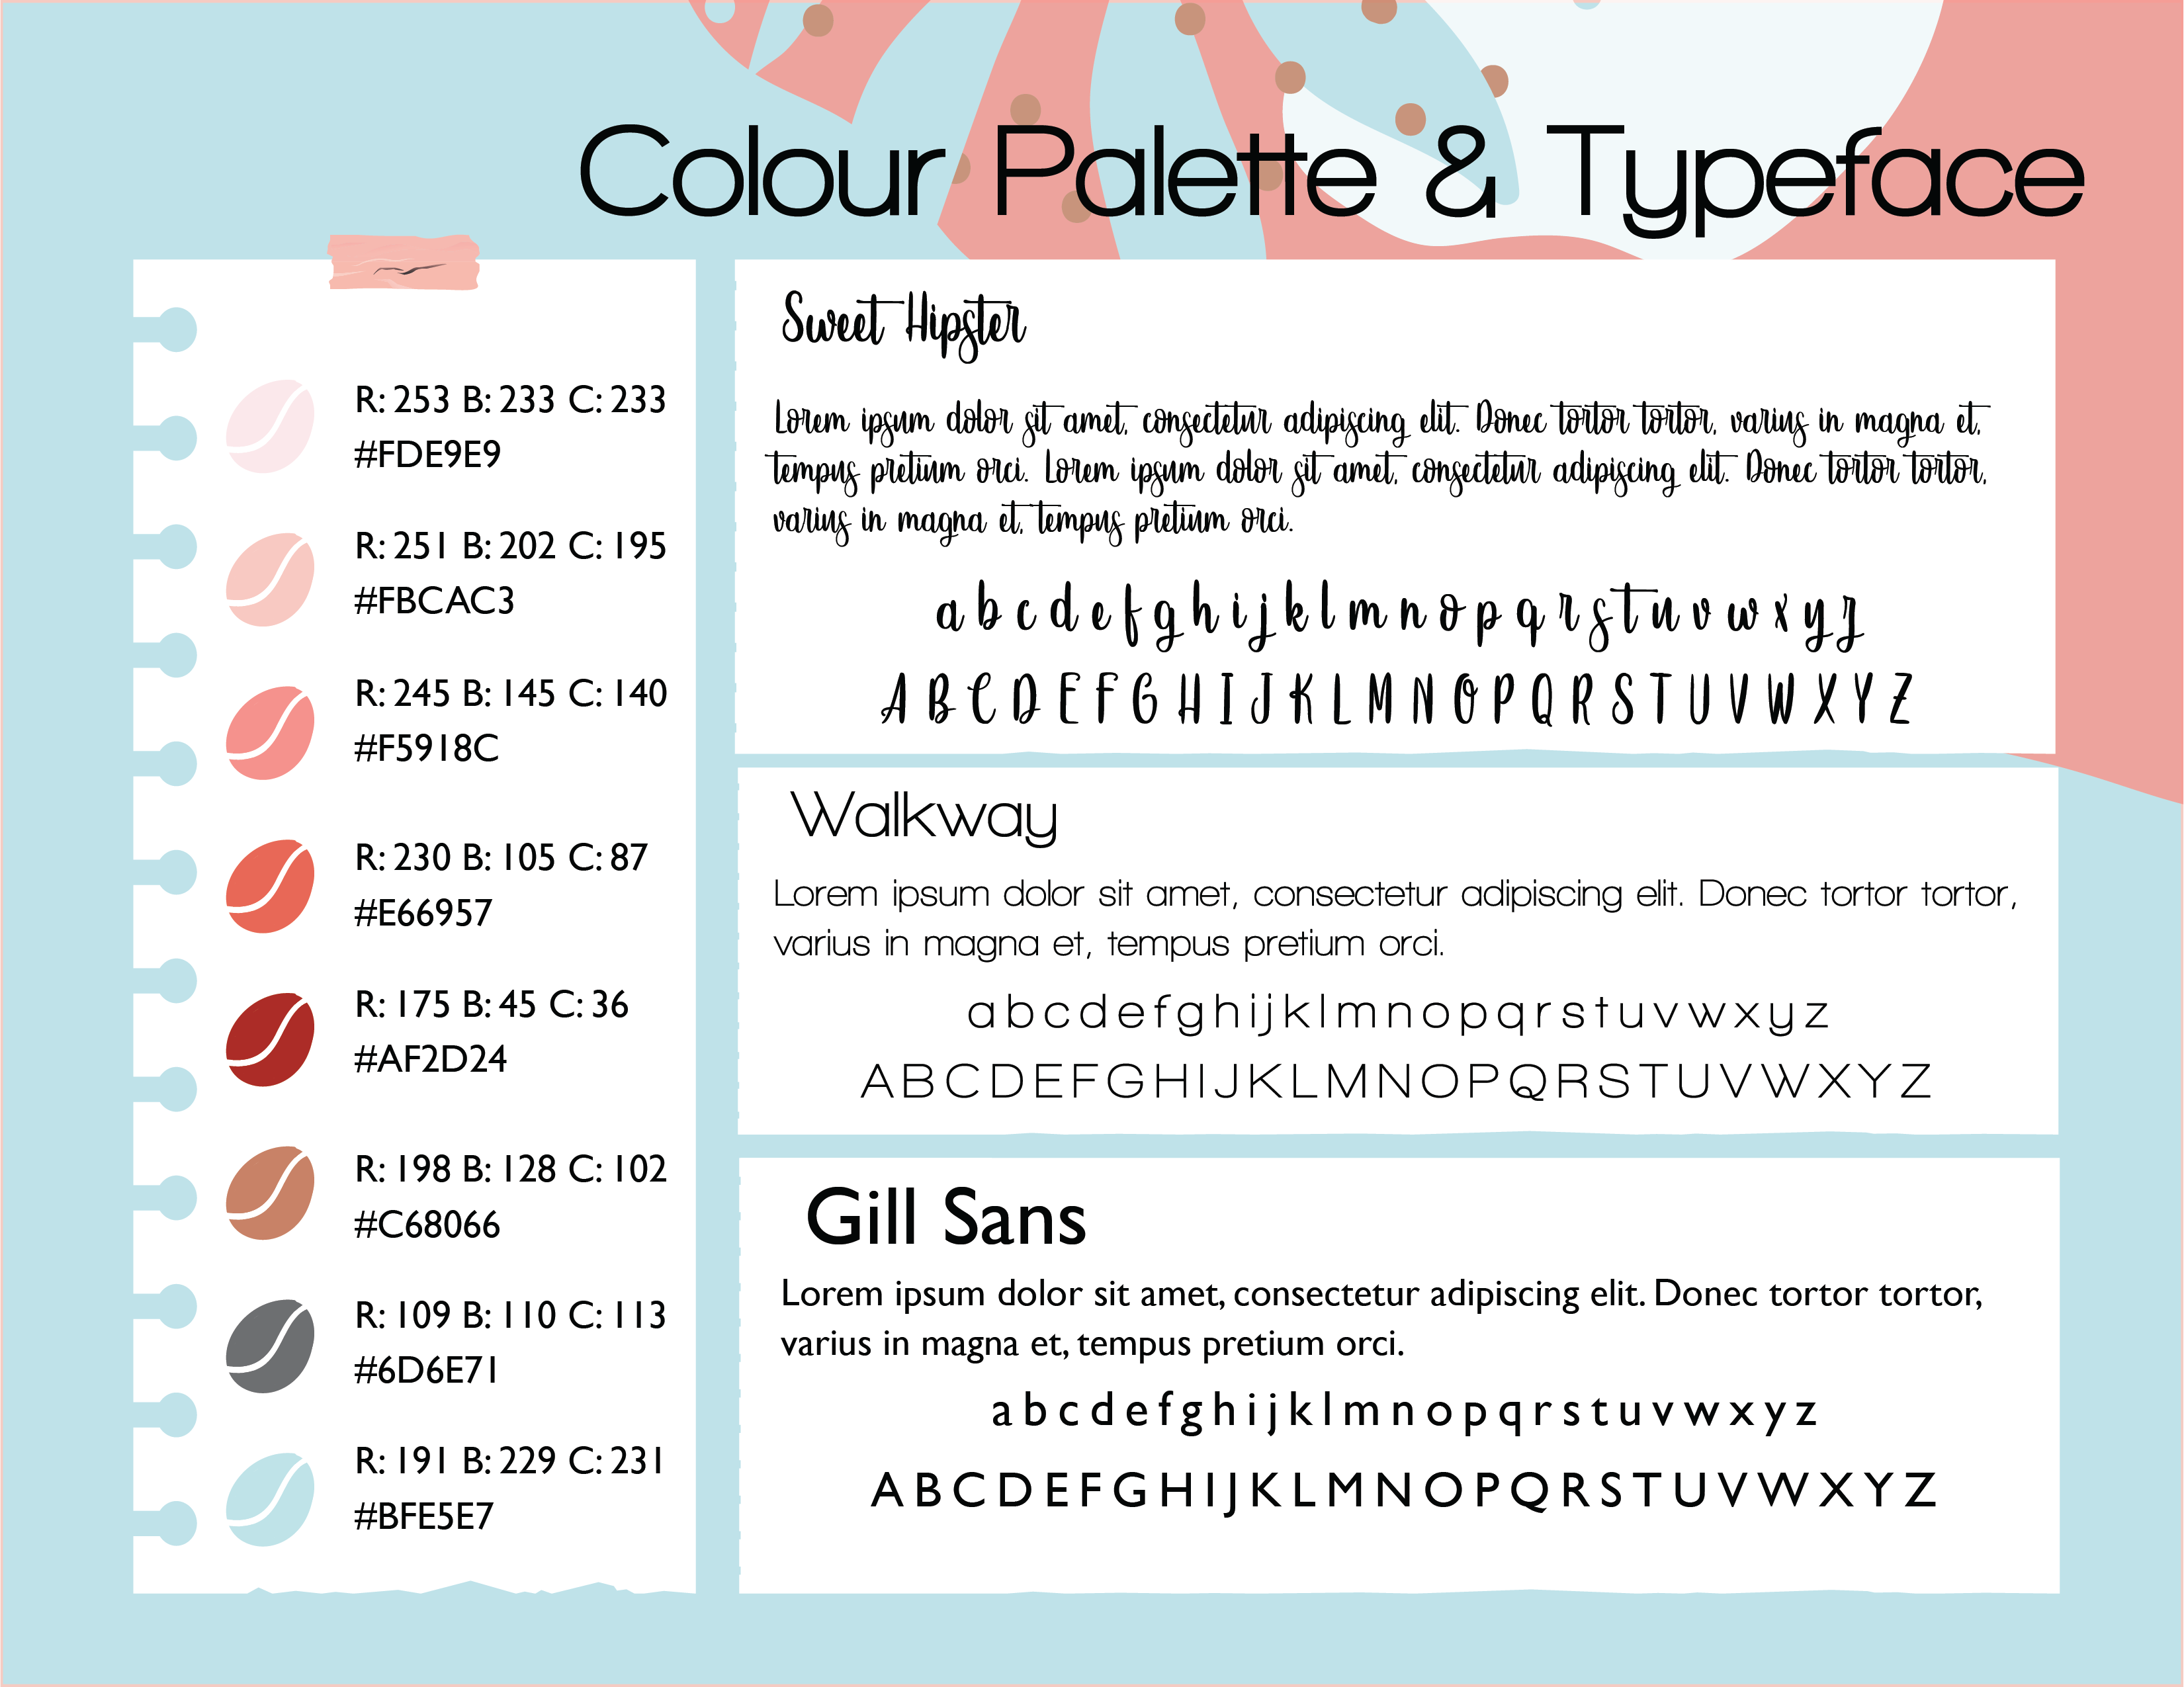 Colour Palette & Typeface
R: 253 B: 233 C: 233
#FDE9E9
R: 251 B: 202 C: 195
#FBCAC3
R: 245 B: 145 C: 140
#F5918C
R: 230 B: 105 C: 87
#E66957
R: 175 B: 45 C: 36
#AF2D24
R: 198 B: 128 C: 102
#C68066
R: 109 B: 110 C: 113
#6D6E71
R: 191 B: 229 C: 231
#BFE5E7
Sweet Hipster
Lorem ipsum dolor sit amet, consectetur adipiscing elit. Donec tortor tortor, varius in magna et,
tempus pretium orci. Lorem ipsum dolor sit amet, consectetur adipiscing elit. Donec tortor tortor,
varius in magna et, tempus pretium orci.
a b c d e f g h i j k l m n o p q r s t u v w x y z
A B C D E F G H I J K L M N O P Q R S T U V W X Y Z
Walkway
Lorem ipsum dolor sit amet, consectetur adipiscing elit. Donec tortor tortor,
varius in magna et, tempus pretium orci.
a b c d e f g h i j k l m n o p q r s t u v w x y z
A B C D E F G H I J K L M N O P Q R S T U V W X Y Z
Gill Sans
Lorem ipsum dolor sit amet, consectetur adipiscing elit. Donec tortor tortor,
varius in magna et, tempus pretium orci.
a b c d e f g h i j k l m n o p q r s t u v w x y z
A B C D E F G H I J K L M N O P Q R S T U V W X Y Z